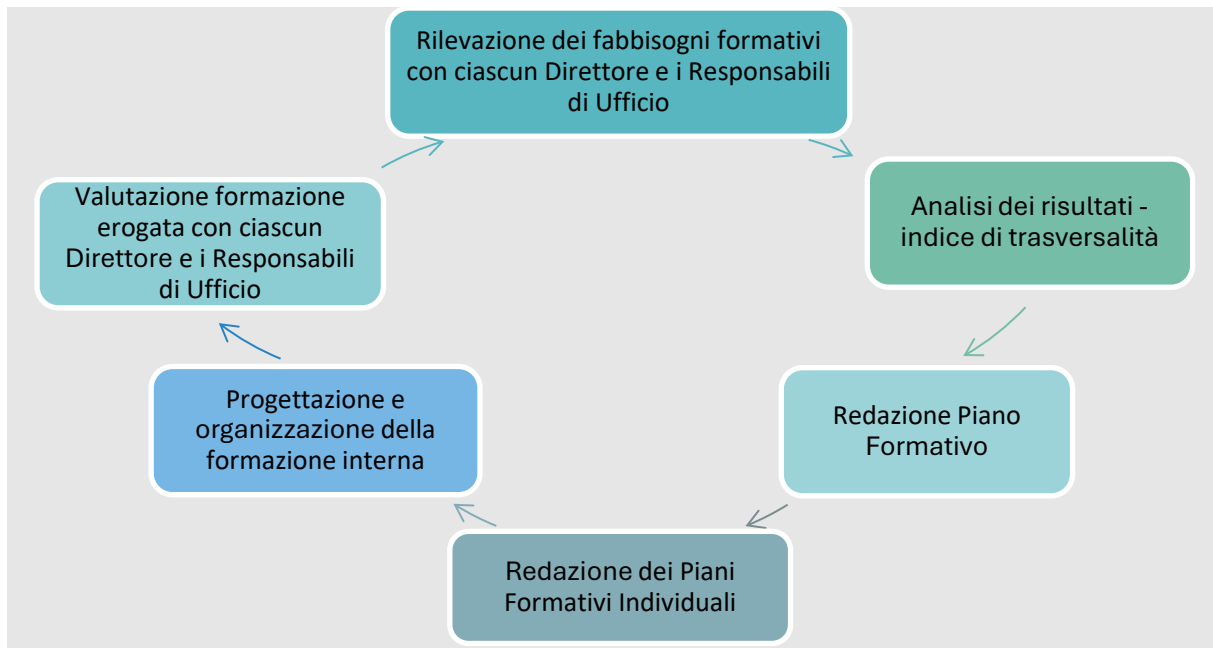 Rilevazione dei fabbisogni formativi
con ciascun Direttore e i Responsabili
di Ufficio
Analisi dei risultati -
indice di trasversalità
Redazione Piano
Formativo
Redazione dei Piani
Formativi Individuali
Progettazione e
organizzazione della
formazione interna
Valutazione formazione
erogata con ciascun
Direttore e i Responsabili
di Ufficio